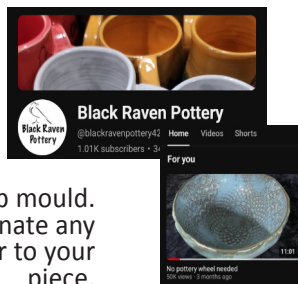 Black Raven
Pottery
Black Raven Pottery
@blackravenpottery42
1.01K subscribers • 34
Home Videos Shorts
For you
11:01
No pottery wheel needed
50K views · 3 months ago
mould.
nate any
to your
piece.